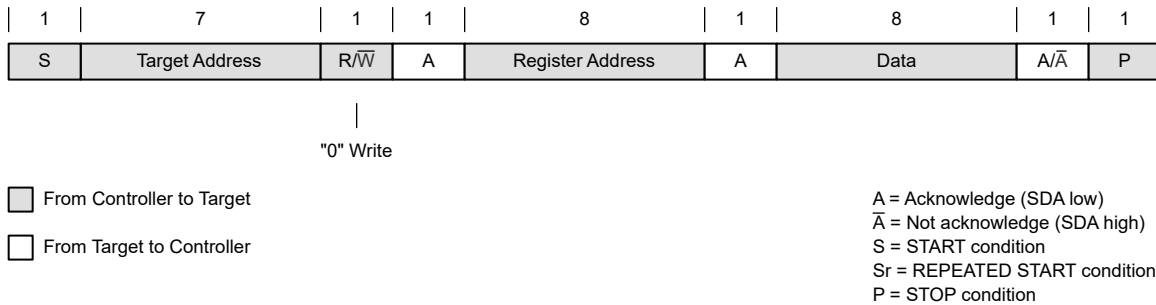 1 7 1 1 8 1 8 1 1
S Target Address R/W̅ A Register Address A Data A/A̅ P
"0" Write
From Controller to Target
From Target to Controller
A = Acknowledge (SDA low)
A̅ = Not acknowledge (SDA high)
S = START condition
Sr = REPEATED START condition
P = STOP condition